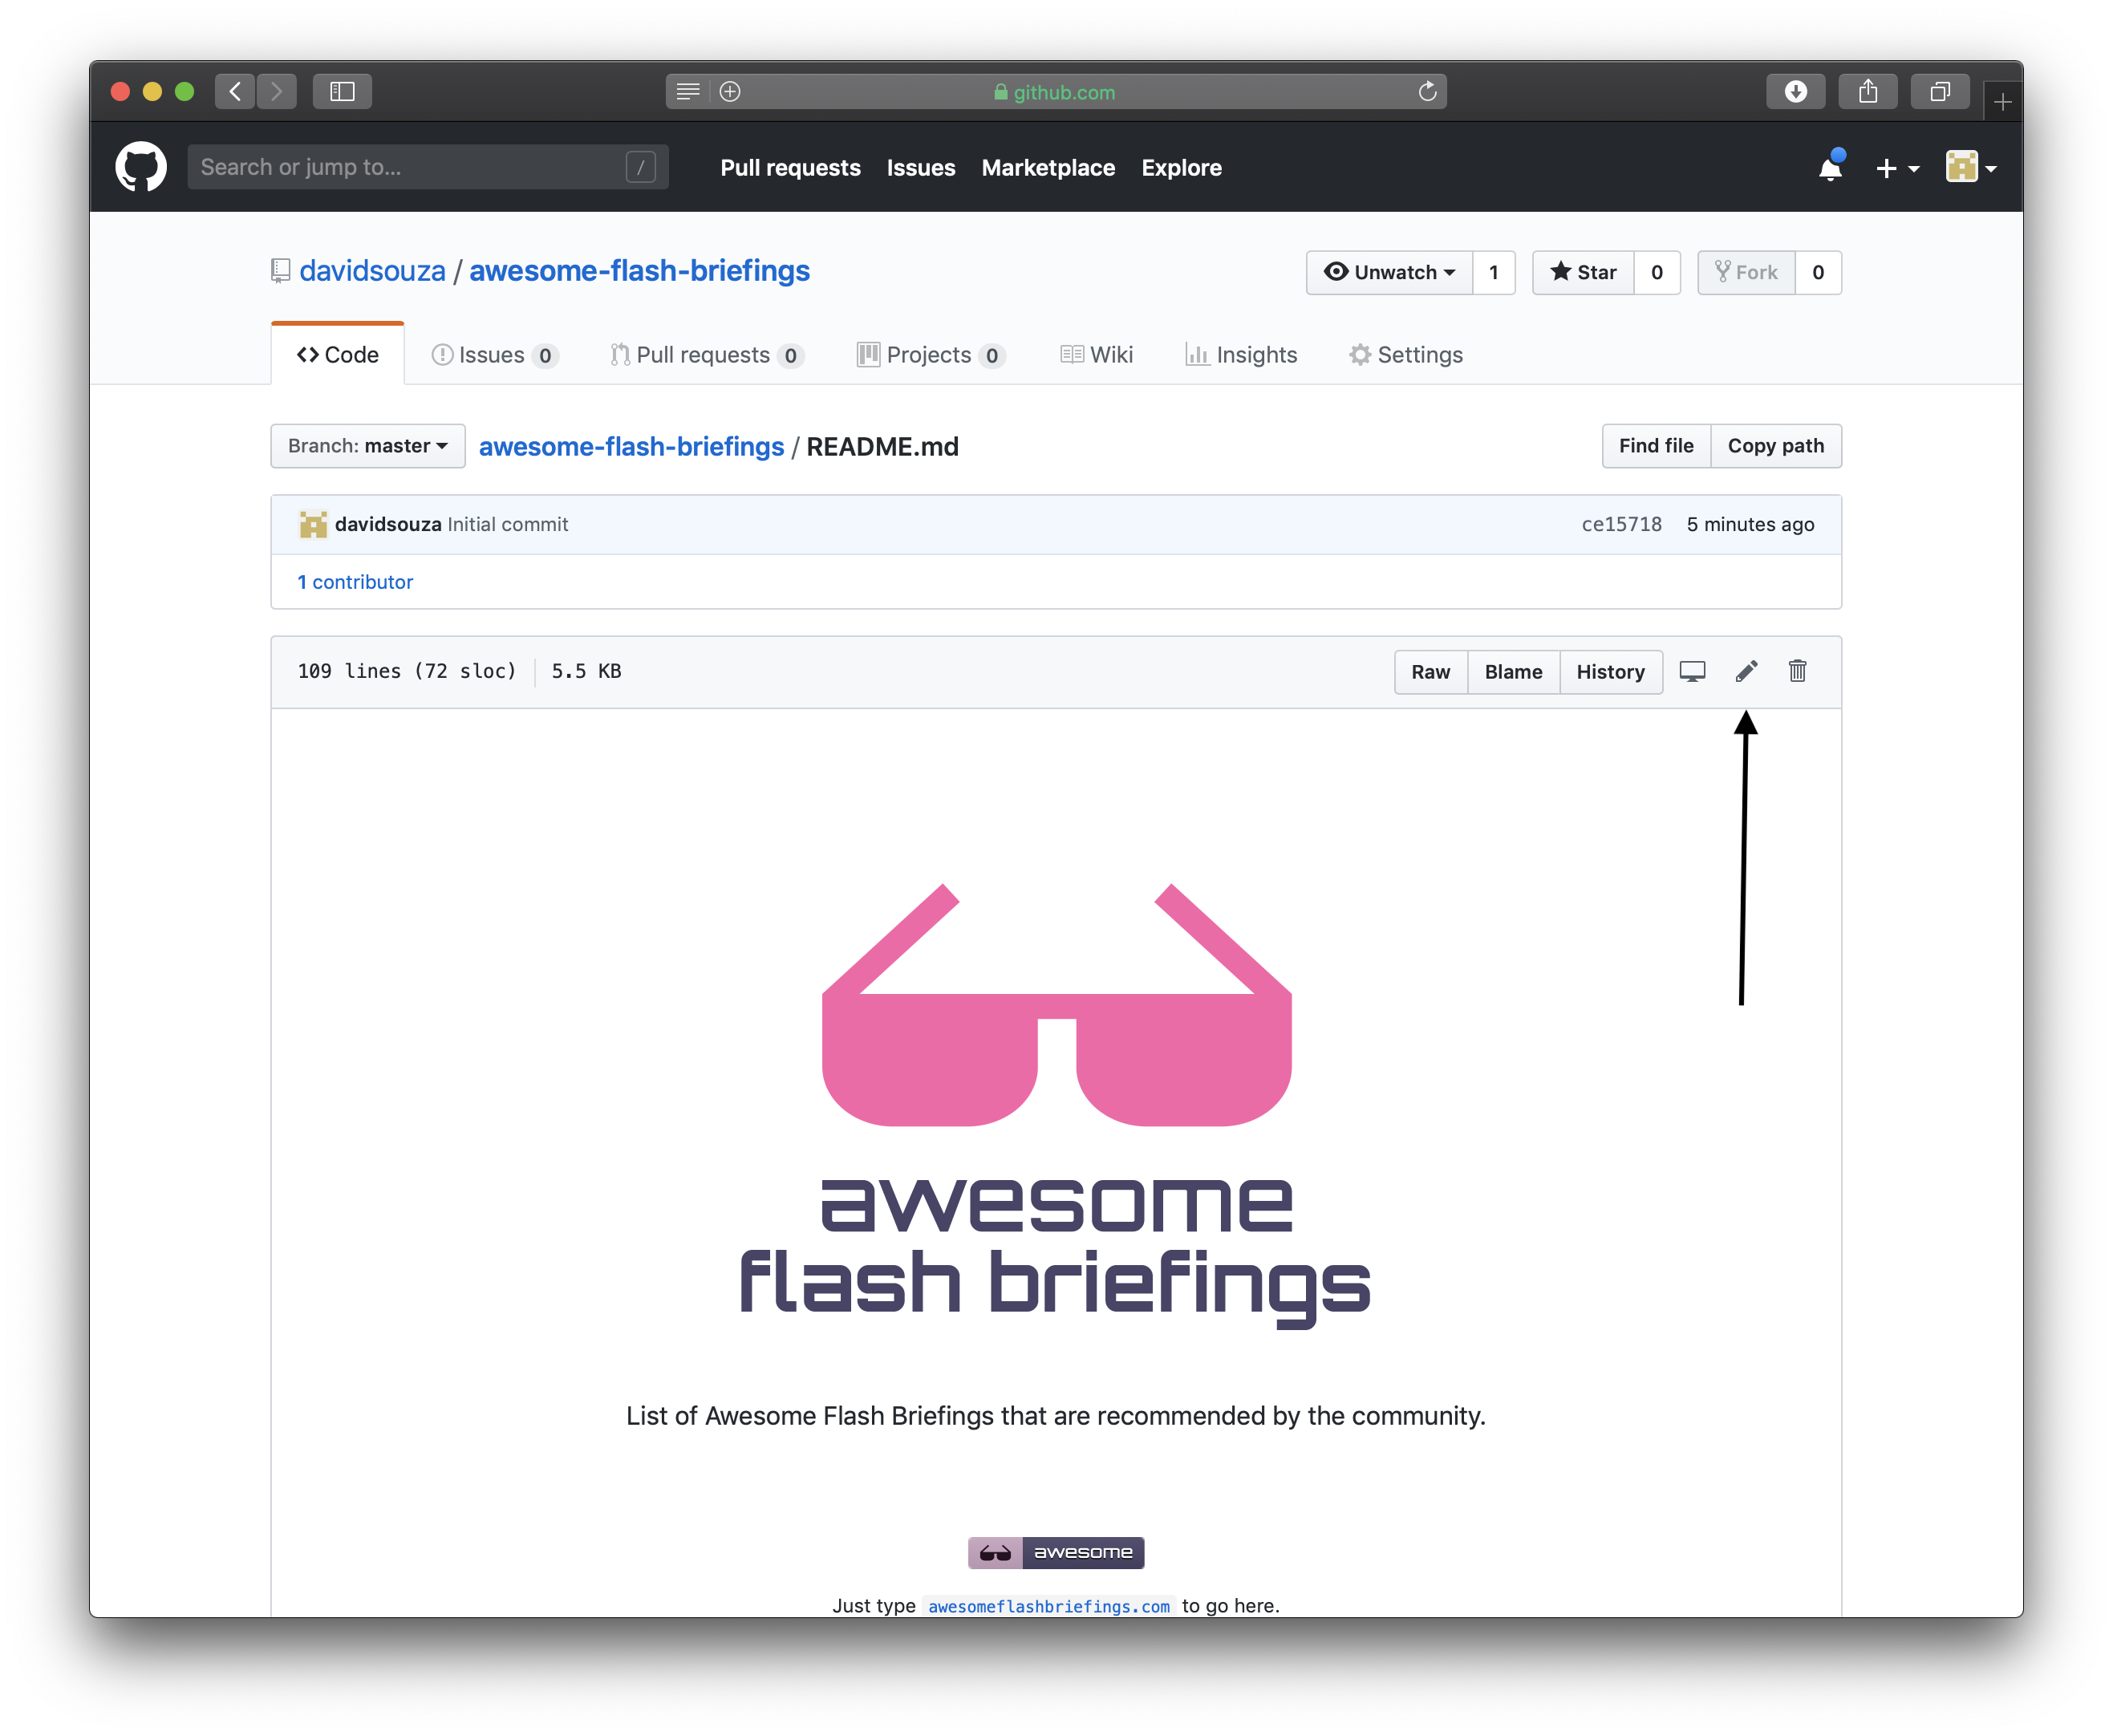 github.com
Search or jump to... /
Pull requests Issues Marketplace Explore
davidsouza / awesome-flash-briefings
Unwatch 1 Star 0 Fork 0
Code Issues 0 Pull requests 0 Projects 0 Wiki Insights Settings
Branch: master awesome-flash-briefings / README.md Find file Copy path
davidsouza Initial commit ce15718 5 minutes ago
1 contributor
109 lines (72 sloc) 5.5 KB Raw Blame History
awesome
flash briefings
List of Awesome Flash Briefings that are recommended by the community.
awesome
Just type awesomeflashbriefings.com to go here.